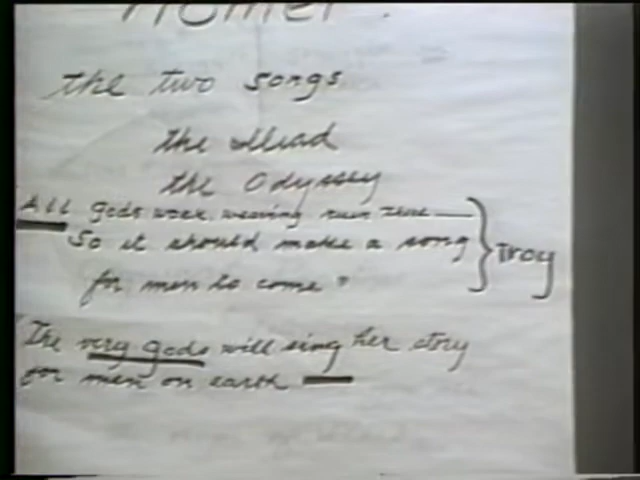 Homer
the two songs
the Iliad
the Odyssey
All gods were weaving ruin there —
So it should make a song
for men to come"
Troy
"The very gods will sing her story
for men on earth —